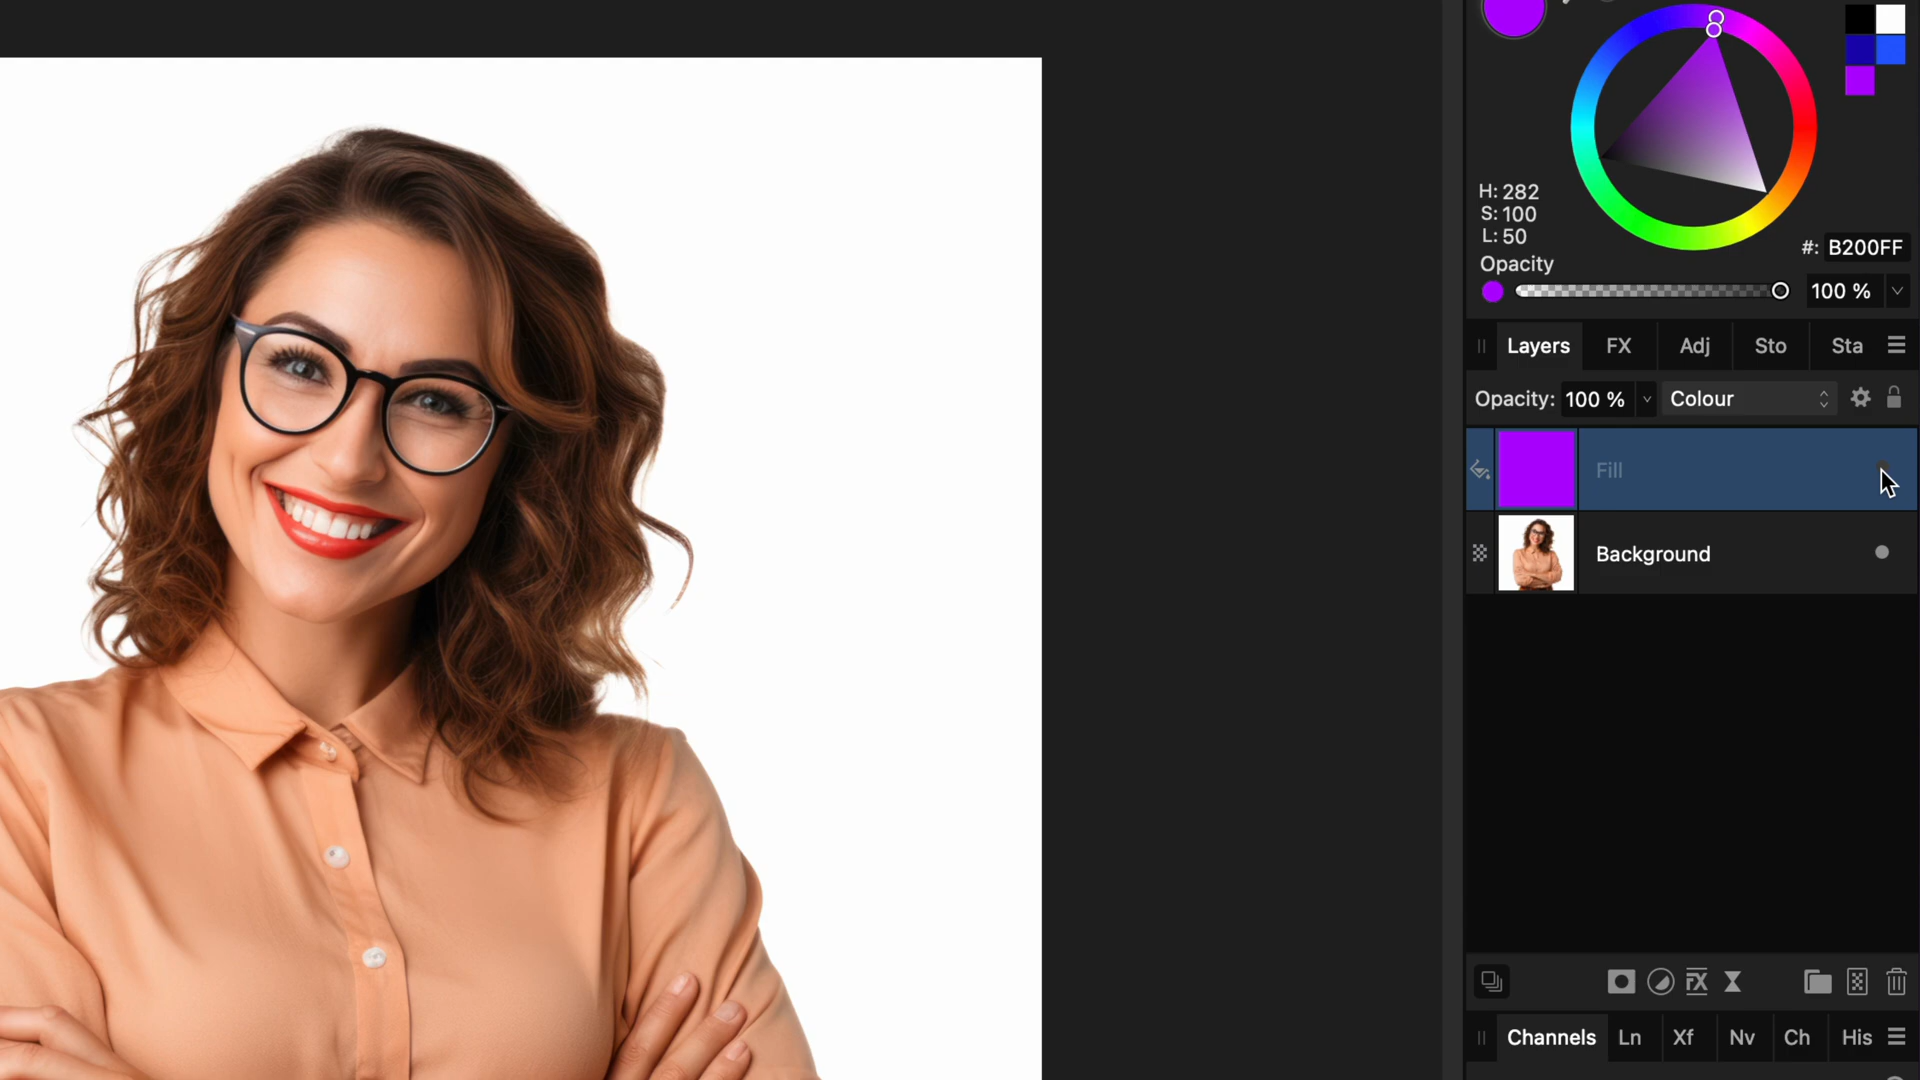 H: 282
S: 100
L: 50
#: B200FF
Opacity
100 %
Layers FX Adj Sto Sta
Opacity: 100 % Colour
Fill
Background
FX
Channels Ln Xf Nv Ch His